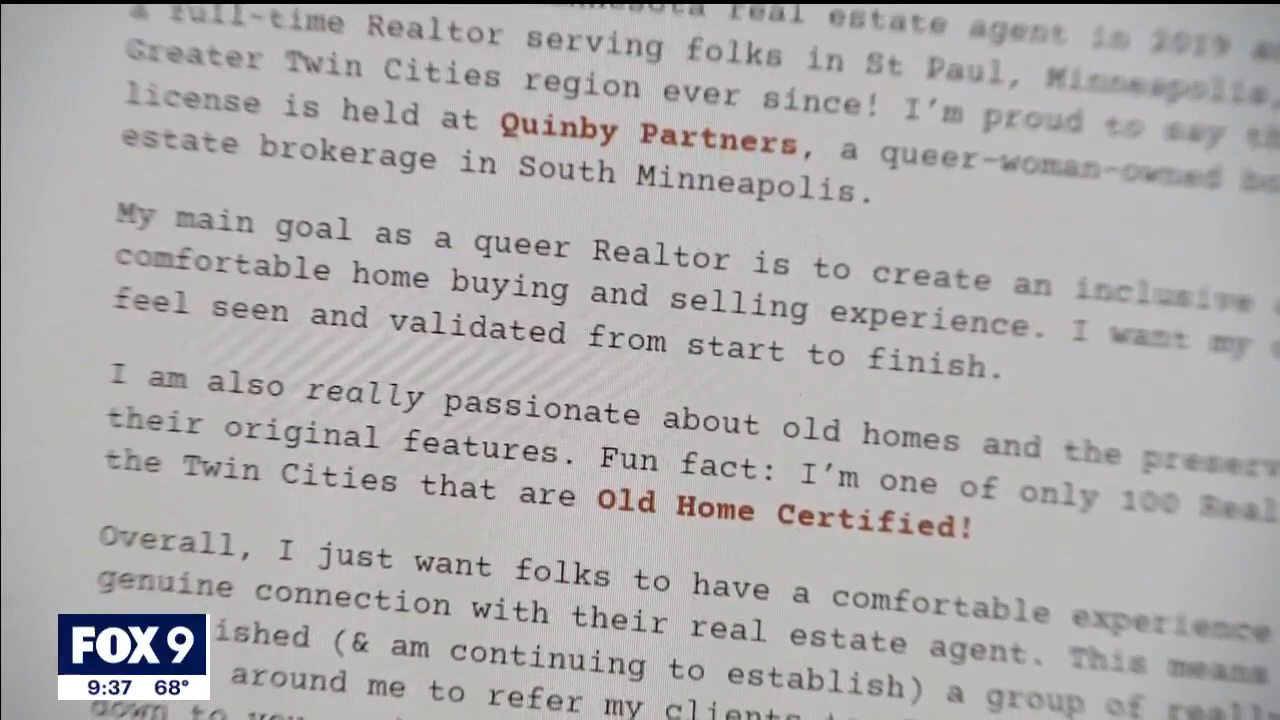 a full-time Realtor serving folks in St Paul, Minneapolis,
Greater Twin Cities region ever since! I'm proud to say
license is held at Quinby Partners, a queer-woman-owned
estate brokerage in South Minneapolis.
My main goal as a queer Realtor is to create an inclusive
comfortable home buying and selling experience. I want my
feel seen and validated from start to finish.
I am also really passionate about old homes and the
their original features. Fun fact: I'm one of only 100
the Twin Cities that are Old Home Certified!
Overall, I just want folks to have a comfortable experience
genuine connection with their real estate agent. This means
(& am continuing to establish) a group of
around me to refer my clients
FOX 9
9:37 68°